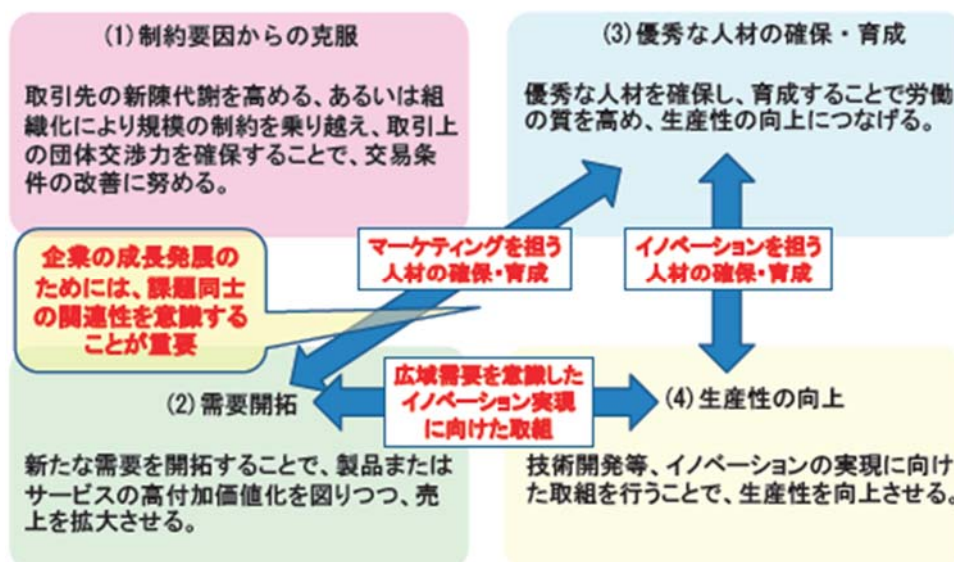 (1)制約要因からの克服
取引先の新陳代謝を高める、あるいは組
織化により規模の制約を乗り越え、取引上
の団体交渉力を確保することで、交易条
件の改善に努める。
(3)優秀な人材の確保・育成
優秀な人材を確保し、育成することで労働
の質を高め、生産性の向上につなげる。
企業の成長発展の
ためには、課題同士
の関連性を意識する
ことが重要
マーケティングを担う
人材の確保・育成
イノベーションを担う
人材の確保・育成
広域需要を意識した
イノベーション実現
に向けた取組
(2)需要開拓
新たな需要を開拓することで、製品または
サービスの高付加価値化を図りつつ、売
上を拡大させる。
(4)生産性の向上
技術開発等、イノベーションの実現に向け
た取組を行うことで、生産性を向上させる。